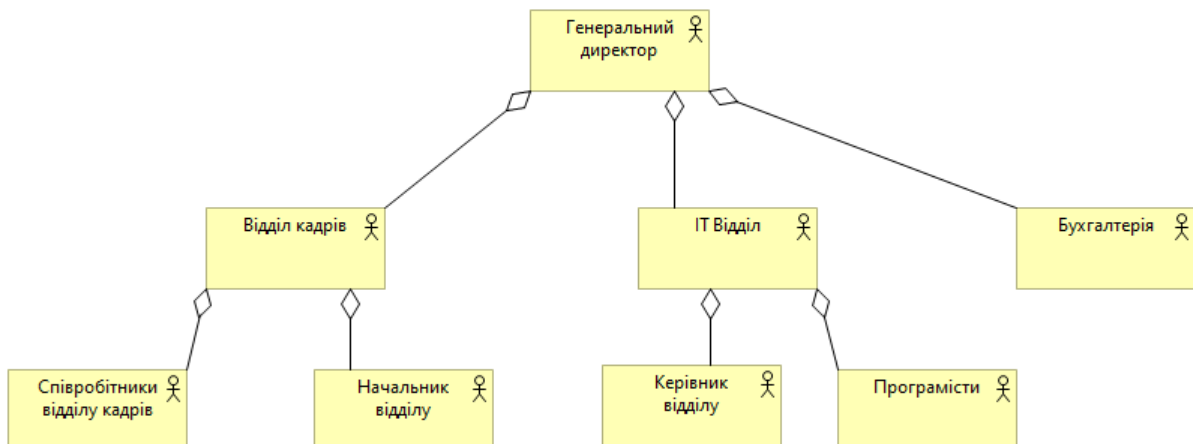 Генеральний
директор
Відділ кадрів
ІТ Відділ
Бухгалтерія
Співробітники
відділу кадрів
Начальник
відділу
Керівник
відділу
Програмісти